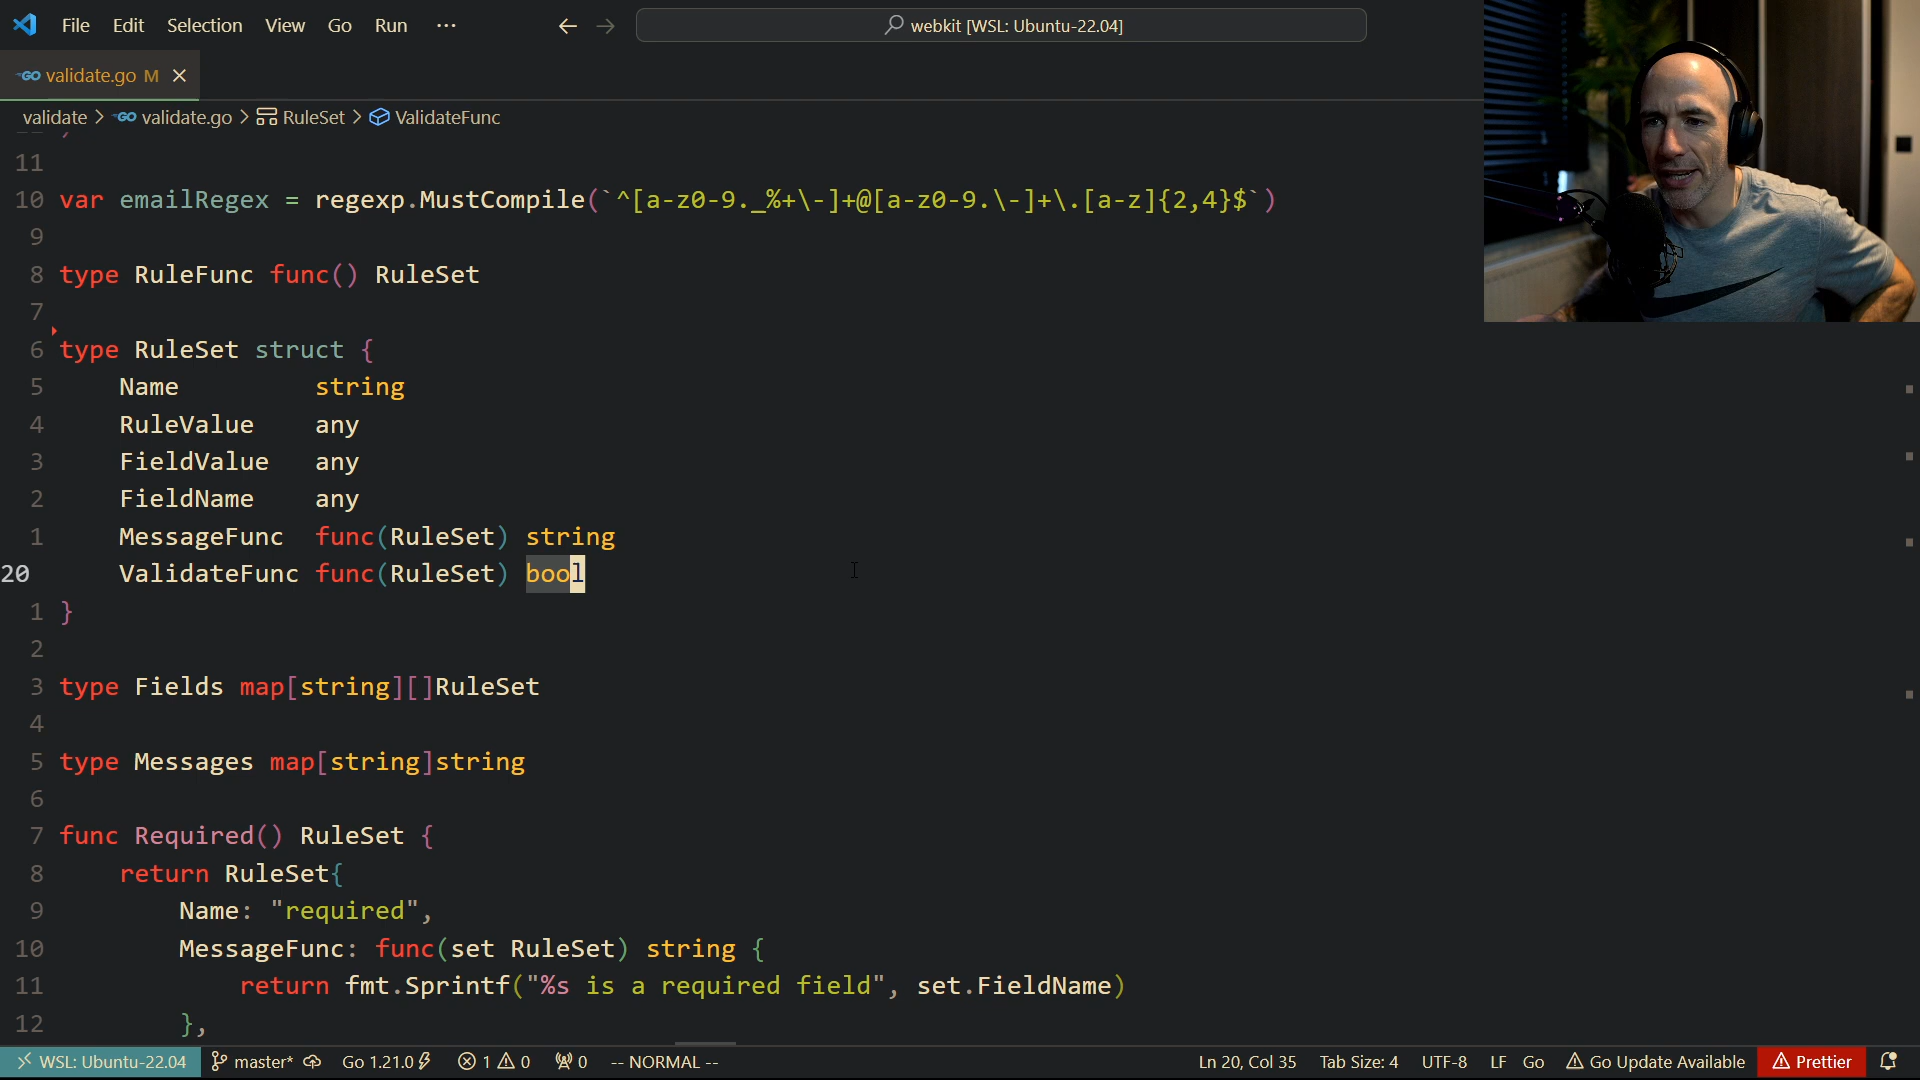 File Edit Selection View Go Run ···
webkit [WSL: Ubuntu-22.04]
GO validate.go M
validate > GO validate.go > RuleSet > ValidateFunc
11
10 var emailRegex = regexp.MustCompile(`^[a-z0-9._%+\-]+@[a-z0-9.\-]+\.[a-z]{2,4}$`)
9
8 type RuleFunc func() RuleSet
7
6 type RuleSet struct {
5 Name string
4 RuleValue any
3 FieldValue any
2 FieldName any
1 MessageFunc func(RuleSet) string
20 ValidateFunc func(RuleSet) bool
1 }
2
3 type Fields map[string][]RuleSet
4
5 type Messages map[string]string
6
7 func Required() RuleSet {
8 return RuleSet{
9 Name: "required",
10 MessageFunc: func(set RuleSet) string {
11 return fmt.Sprintf("%s is a required field", set.FieldName)
12 },
WSL: Ubuntu-22.04 master* Go 1.21.0 1 0 0 -- NORMAL -- Ln 20, Col 35 Tab Size: 4 UTF-8 LF Go Go Update Available Prettier